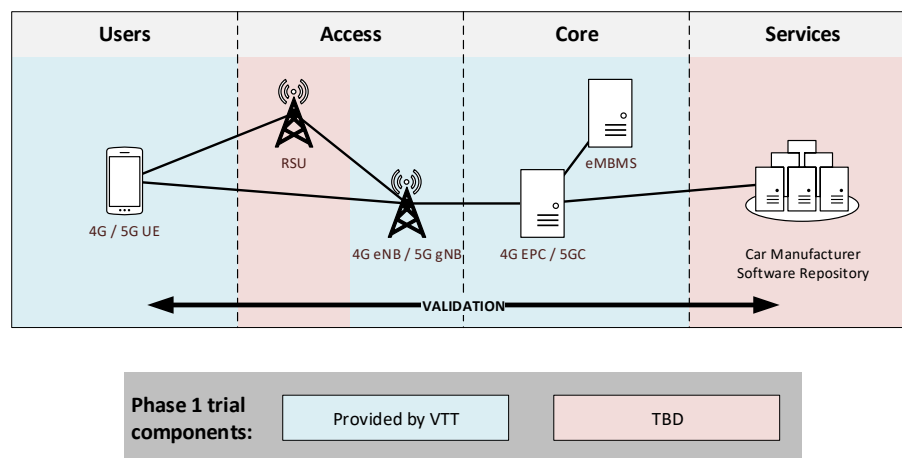 Users
Access
Core
Services
RSU
eMBMS
4G / 5G UE
4G eNB / 5G gNB
4G EPC / 5GC
Car Manufacturer
Software Repository
VALIDATION
Phase 1 trial
components:
Provided by VTT
TBD